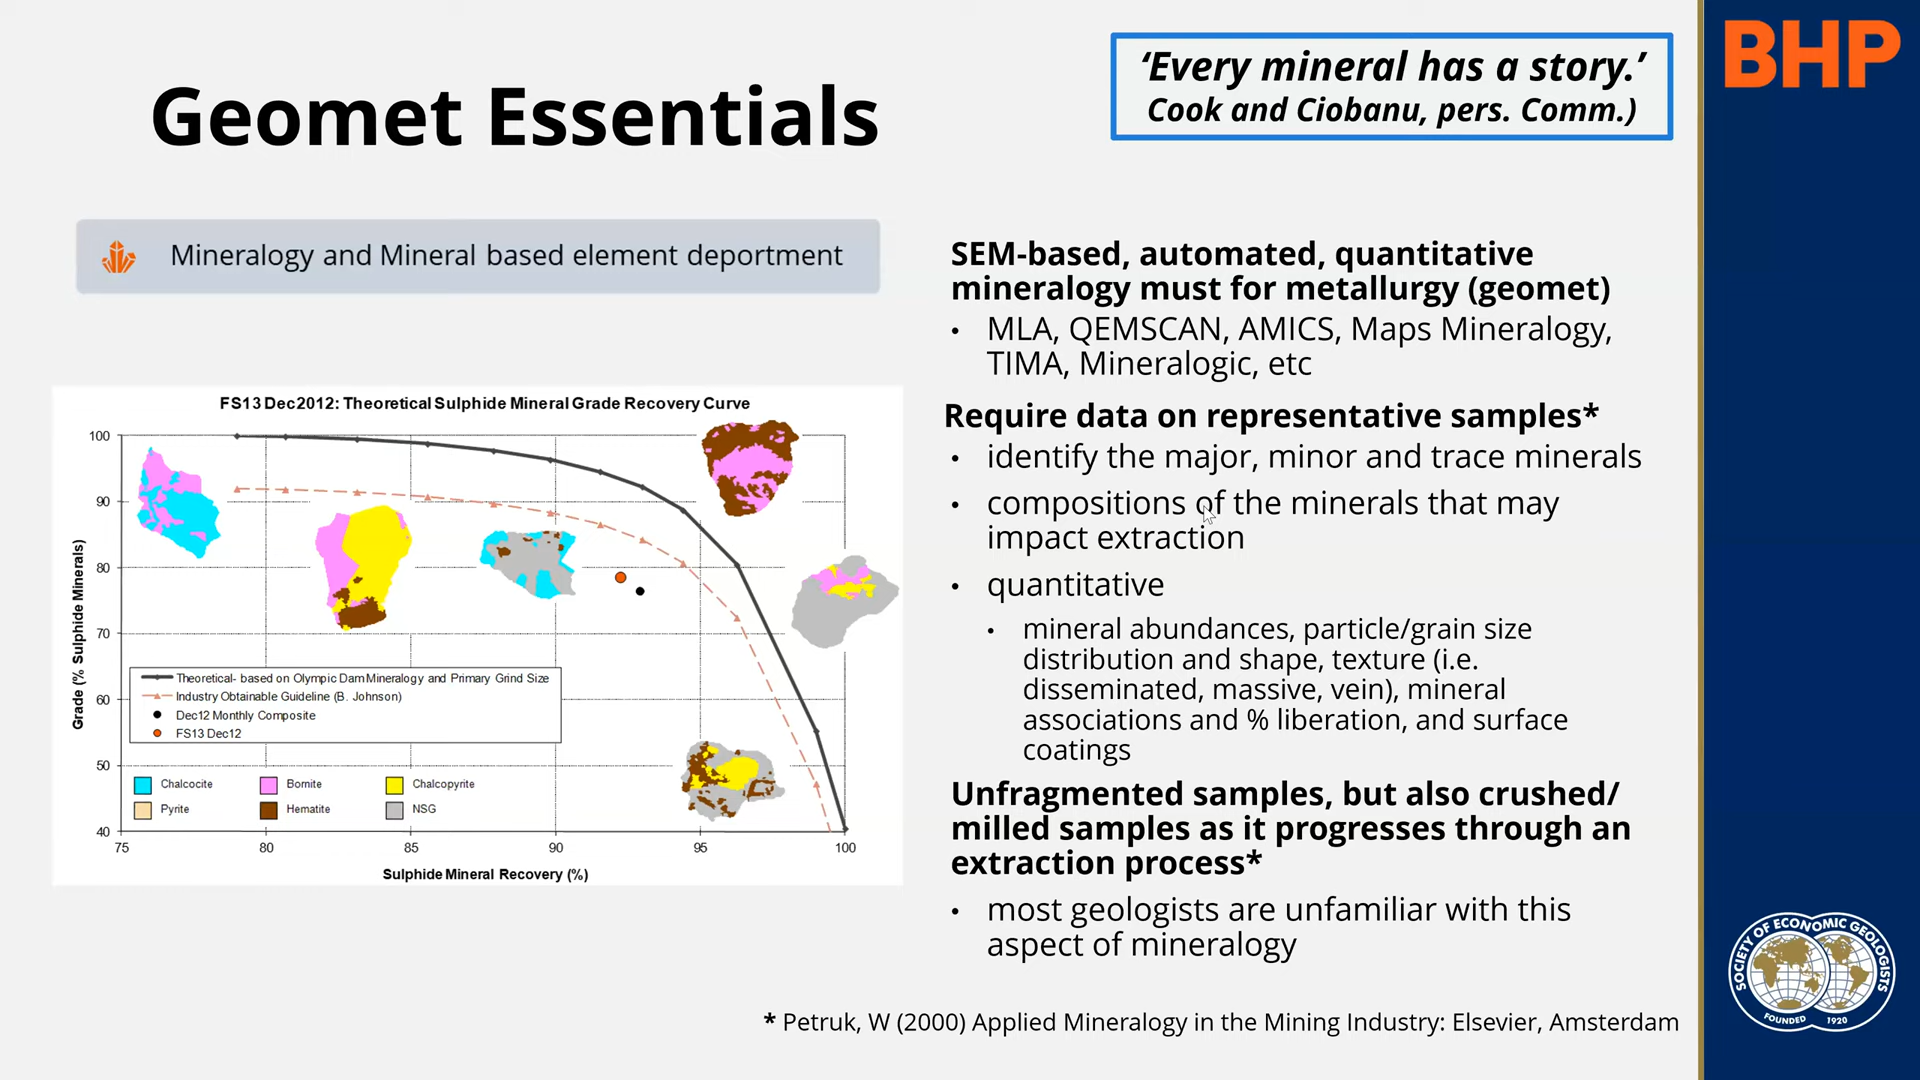 Geomet Essentials
‘Every mineral has a story.’
Cook and Ciobanu, pers. Comm.)
BHP
Mineralogy and Mineral based element deportment
FS13 Dec2012: Theoretical Sulphide Mineral Grade Recovery Curve
Grade (% Sulphide Minerals)
100
90
80
70
60
50
40
Theoretical- based on Olympic Dam Mineralogy and Primary Grind Size
Industry Obtainable Guideline (B. Johnson)
Dec12 Monthly Composite
FS13 Dec12
Chalcocite
Bornite
Chalcopyrite
Pyrite
Hematite
NSG
75
80
85
90
95
100
Sulphide Mineral Recovery (%)
SEM-based, automated, quantitative
mineralogy must for metallurgy (geomet)
• MLA, QEMSCAN, AMICS, Maps Mineralogy,
TIMA, Mineralogic, etc
Require data on representative samples*
• identify the major, minor and trace minerals
• compositions of the minerals that may
impact extraction
• quantitative
• mineral abundances, particle/grain size
distribution and shape, texture (i.e.
disseminated, massive, vein), mineral
associations and % liberation, and surface
coatings
Unfragmented samples, but also crushed/
milled samples as it progresses through an
extraction process*
• most geologists are unfamiliar with this
aspect of mineralogy
* Petruk, W (2000) Applied Mineralogy in the Mining Industry: Elsevier, Amsterdam
SOCIETY OF ECONOMIC GEOLOGISTS
FOUNDED 1920